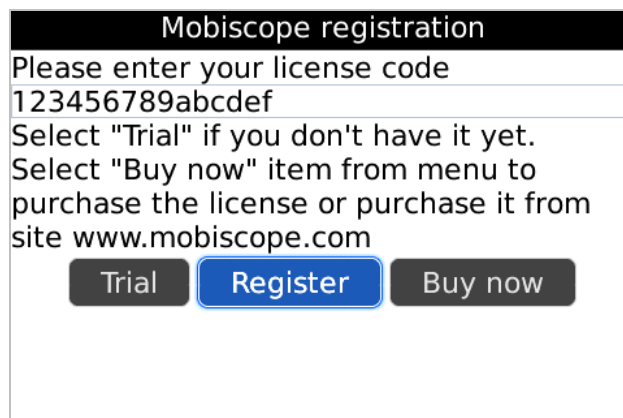 Mobiscope registration
Please enter your license code
123456789abcdef
Select "Trial" if you don't have it yet.
Select "Buy now" item from menu to
purchase the license or purchase it from
site www.mobiscope.com
Trial Register Buy now